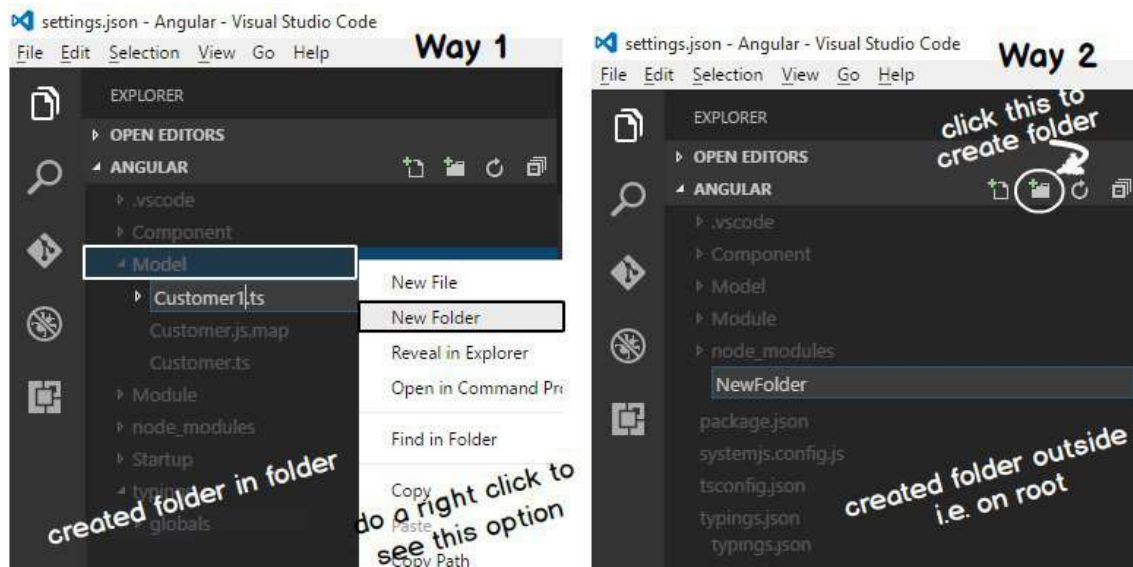 settings.json - Angular - Visual Studio Code
File Edit Selection View Go Help
Way 1
EXPLORER
OPEN EDITORS
ANGULAR
.vscode
Component
Model
Customer1.ts
Customer.js.map
Customer.ts
Module
node_modules
Startup
typings
globals
created folder in folder
New File
New Folder
Reveal in Explorer
Open in Command
Find in Folder
Copy
Paste
Copy Path
do a right click to
see this option
settings.json - Angular - Visual Studio Code
File Edit Selection View Go Help
Way 2
click this to
create folder
EXPLORER
OPEN EDITORS
ANGULAR
.vscode
Component
Model
Module
node_modules
NewFolder
package.json
systemjs.config.js
tsconfig.json
typings.json
typings.json
created folder outside
i.e. on root